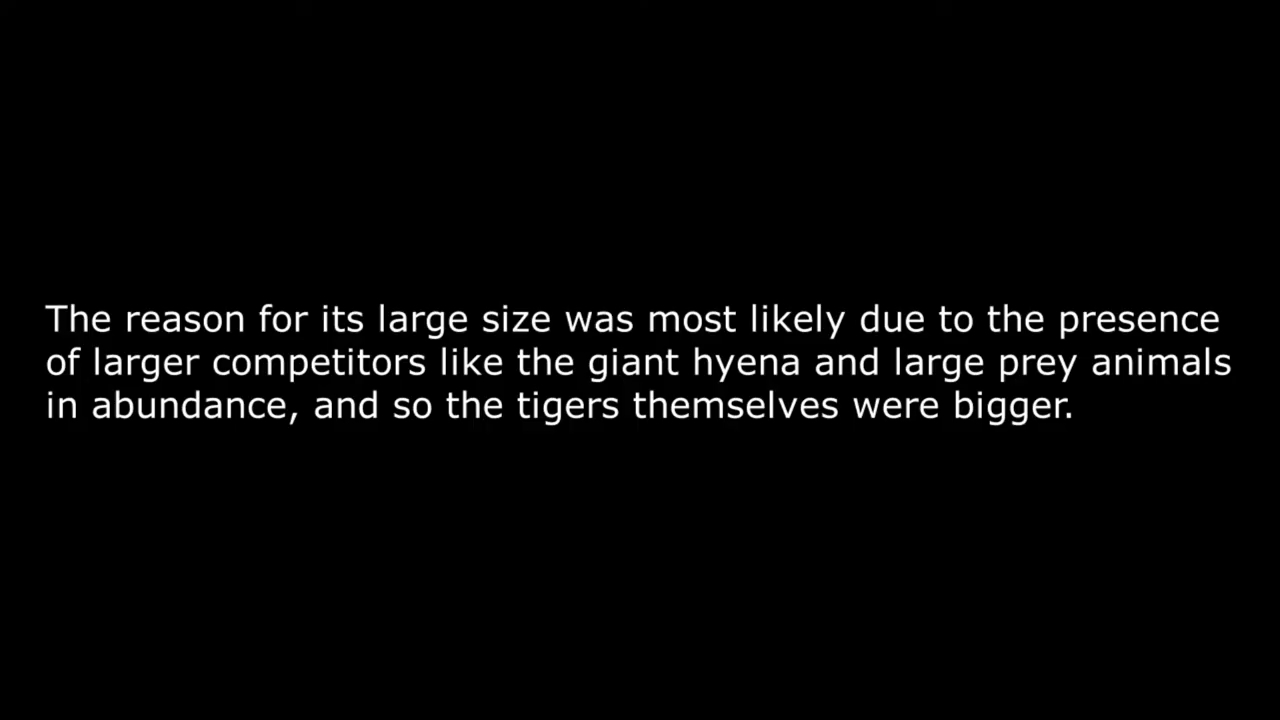 The reason for its large size was most likely due to the presence
of larger competitors like the giant hyena and large prey animals
in abundance, and so the tigers themselves were bigger.